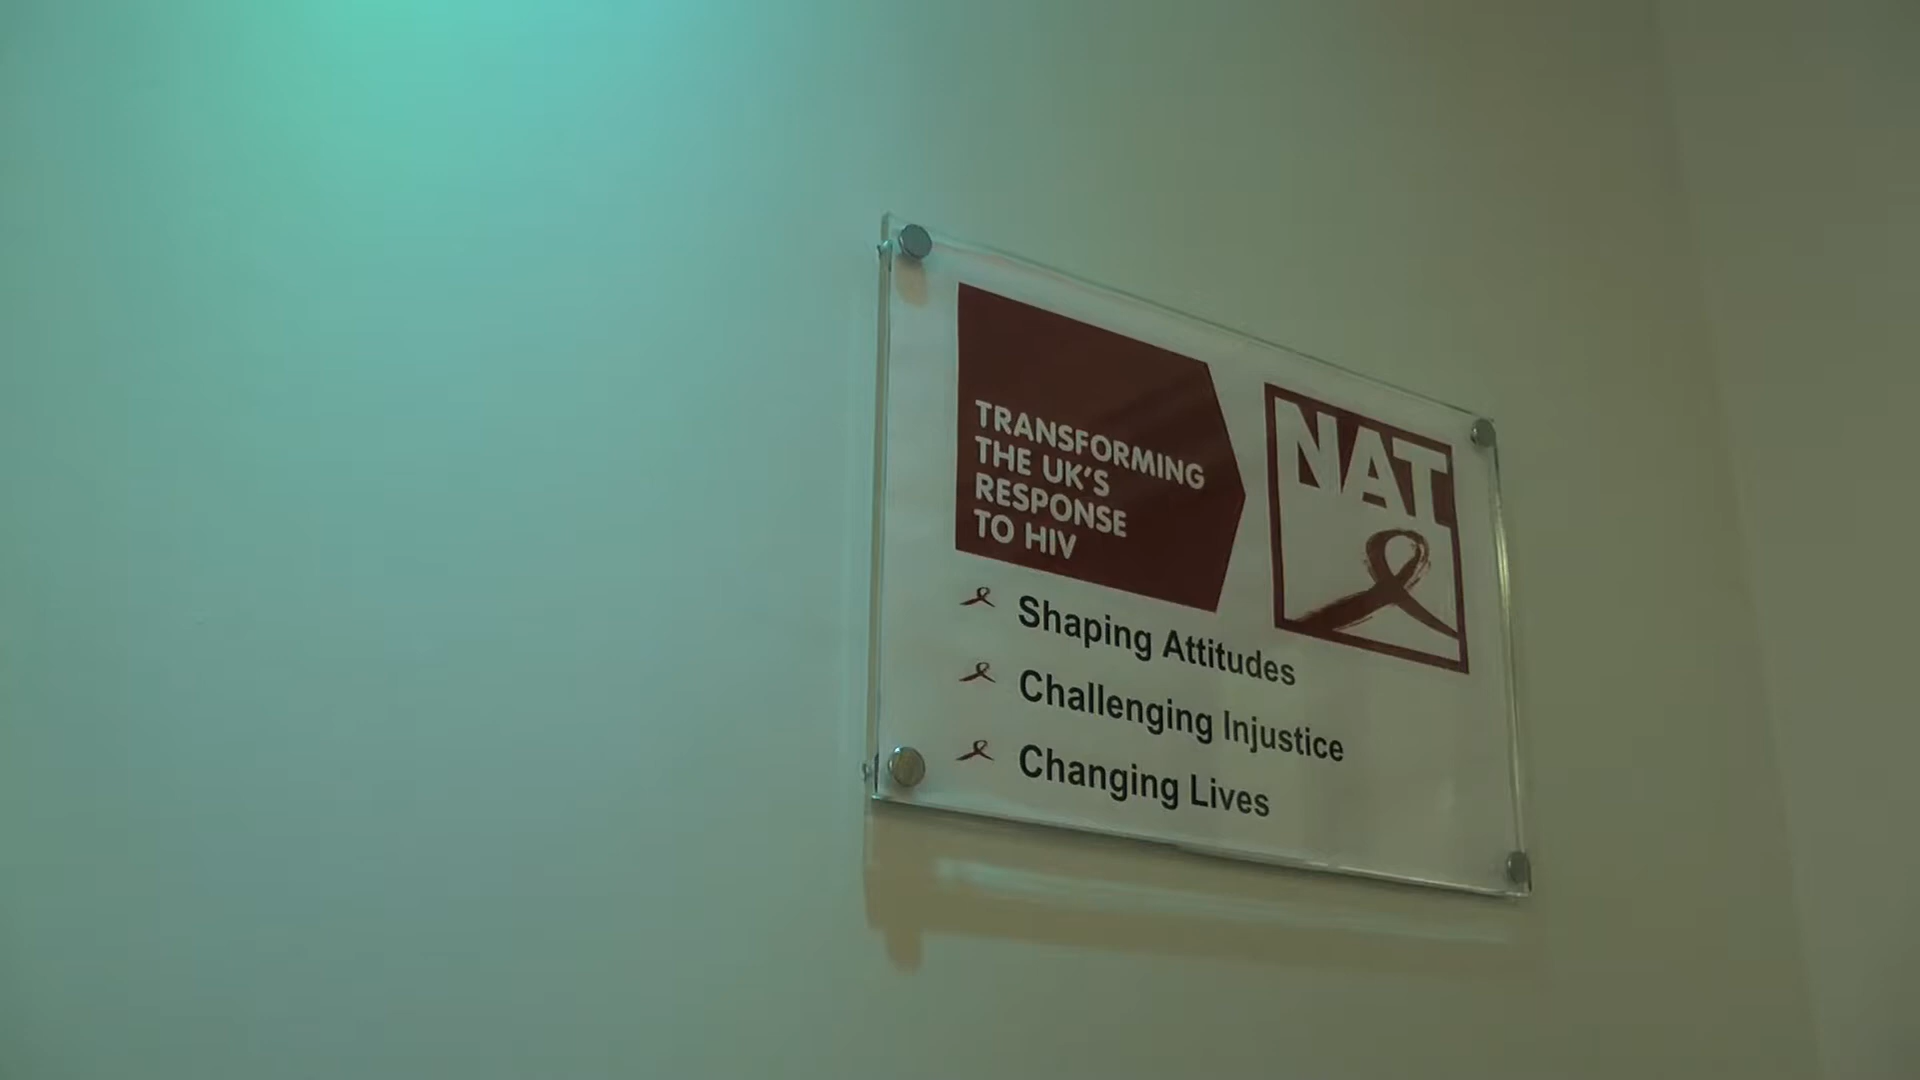 TRANSFORMING
THE UK'S
RESPONSE
TO HIV
NAT
Shaping Attitudes
Challenging Injustice
Changing Lives